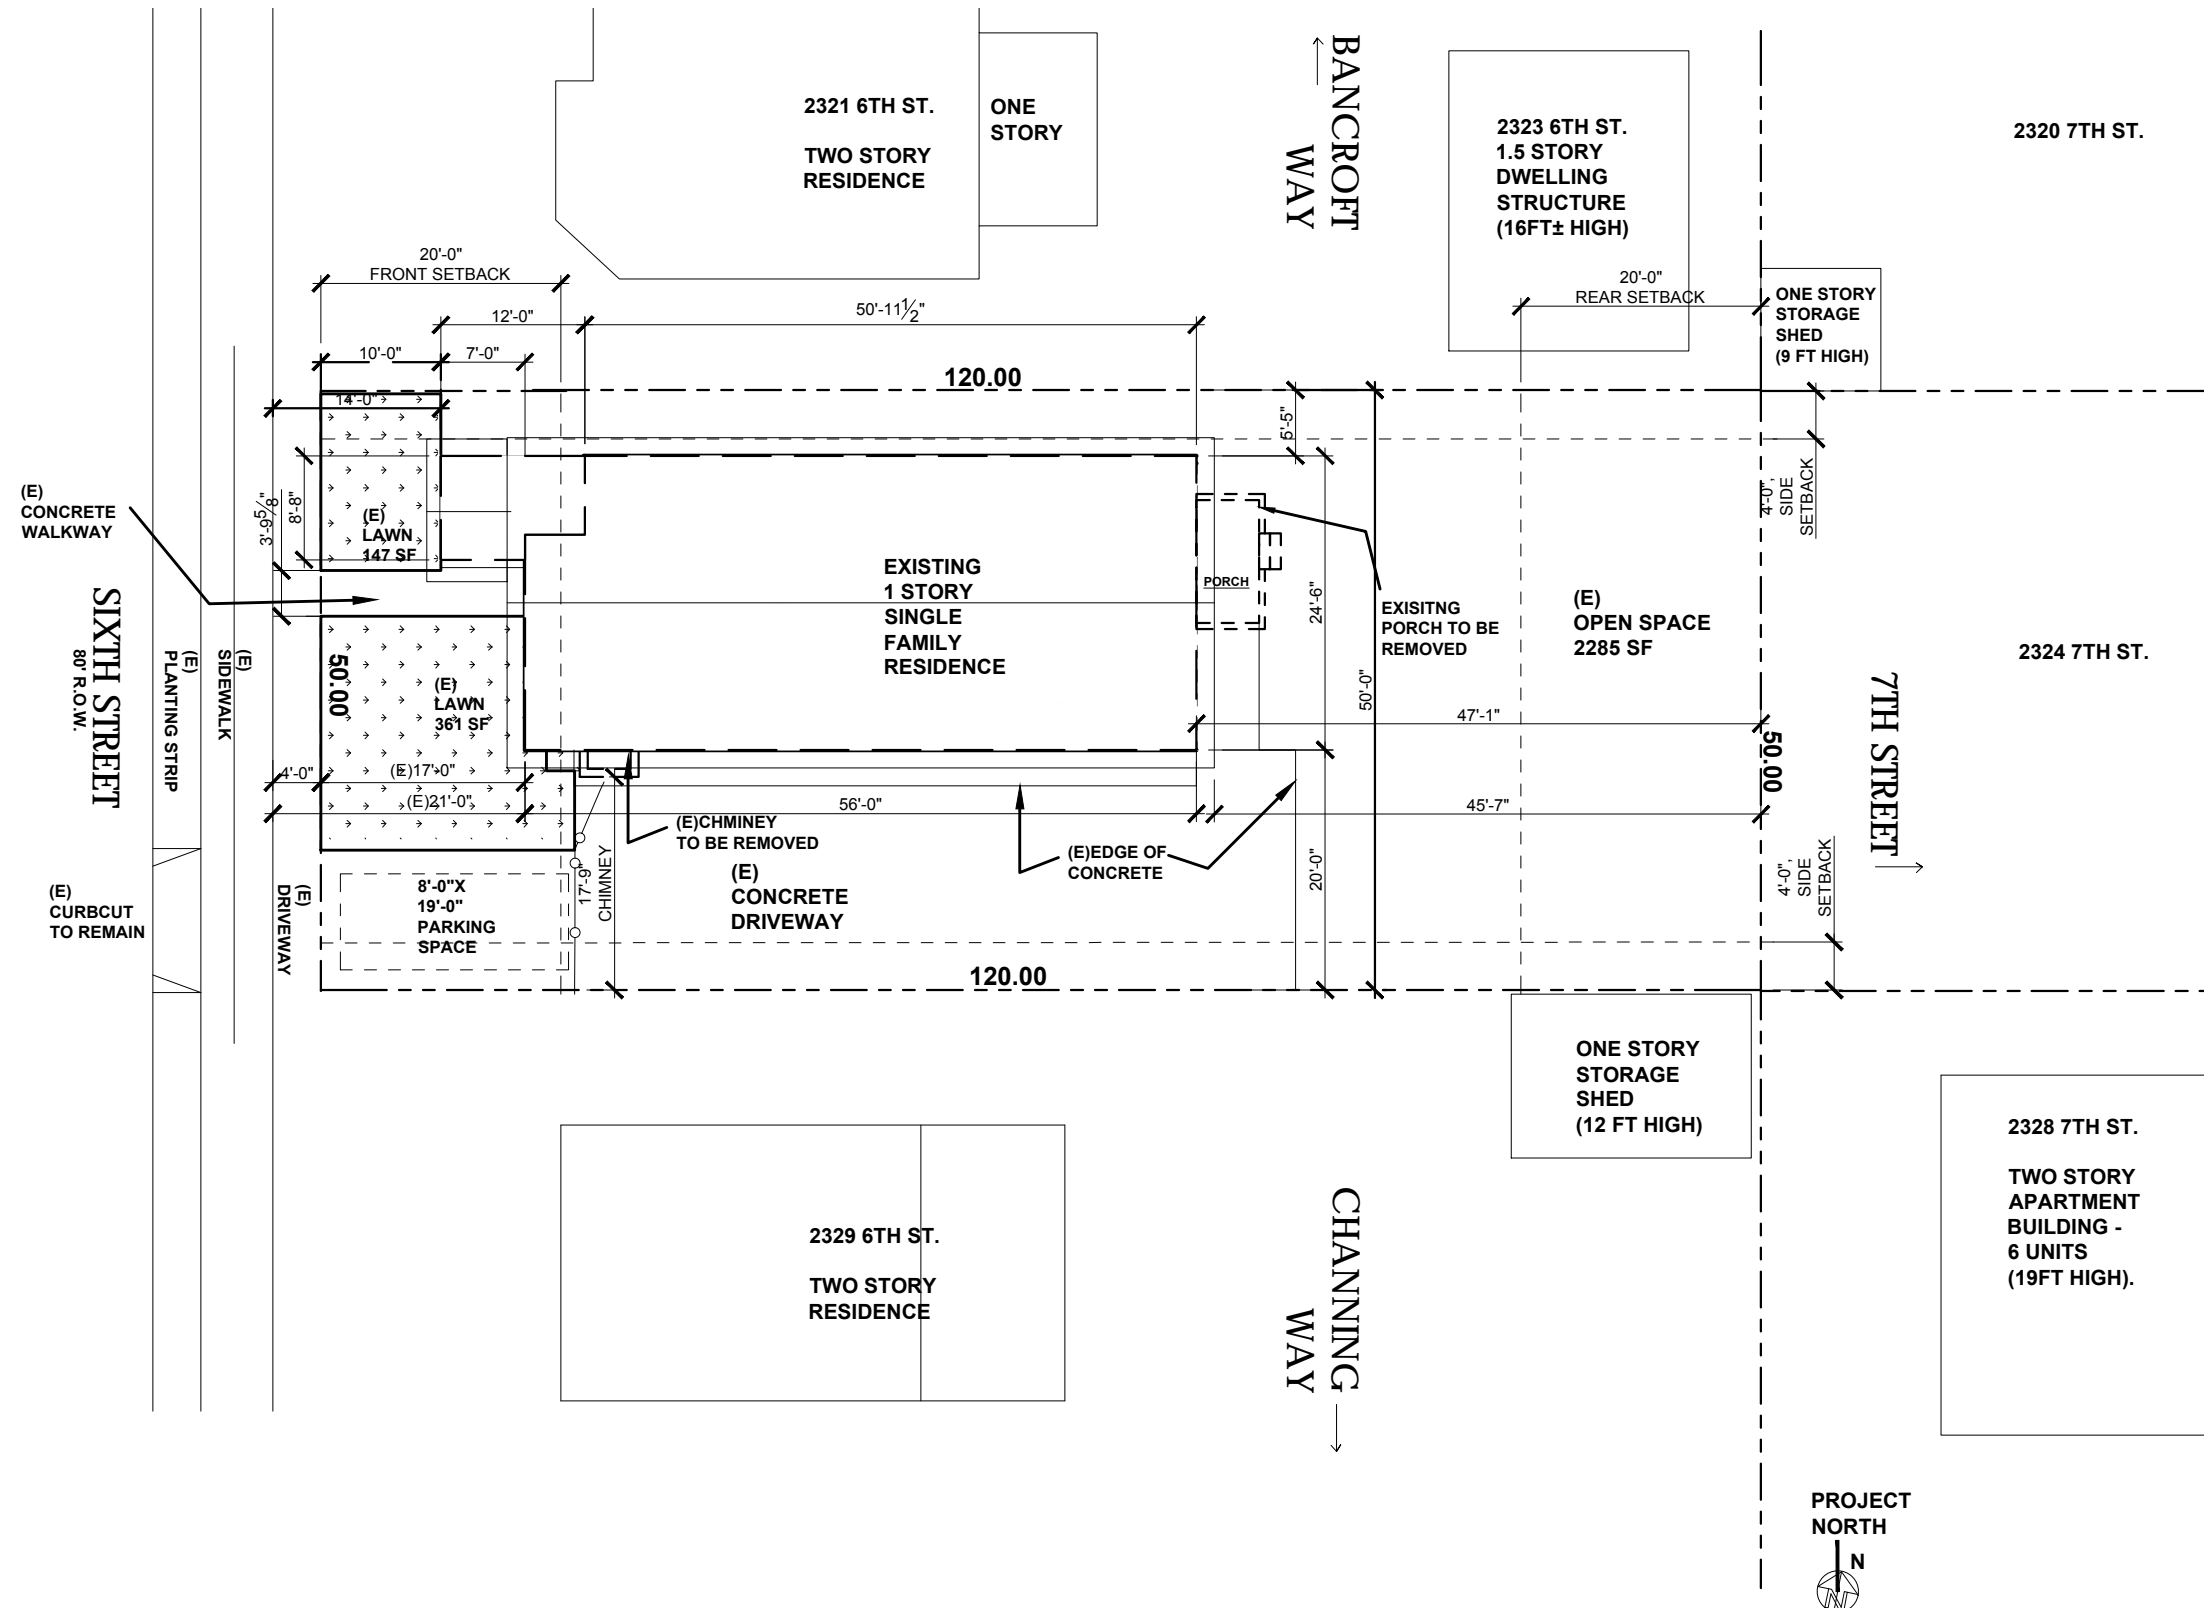 BANCROFT
WAY
2321 6TH ST.
TWO STORY
RESIDENCE
ONE
STORY
2323 6TH ST.
1.5 STORY
DWELLING
STRUCTURE
(16FT± HIGH)
2320 7TH ST.
20'-0"
FRONT SETBACK
20'-0"
REAR SETBACK
ONE STORY
STORAGE
SHED
(9 FT HIGH)
12'-0"
50'-11½"
10'-0"
7'-0"
120.00
14'-0"
5'-5"
4'-0",
SIDE
SETBACK
(E)
CONCRETE
WALKWAY
3'-9⅝"
8'-8"
(E)
LAWN
147 SF
EXISTING
1 STORY
SINGLE
FAMILY
RESIDENCE
PORCH
24'-6"
EXISITNG
PORCH TO BE
REMOVED
(E)
OPEN SPACE
2285 SF
2324 7TH ST.
SIXTH STREET
80' R.O.W.
(E)
PLANTING STRIP
(E)
SIDEWALK
50.00
(E)
LAWN
361 SF
50'-0"
47'-1"
50.00
7TH STREET
4'-0"
(E)17'-0"
(E)21'-0"
56'-0"
45'-7"
(E)CHMINEY
TO BE REMOVED
(E)EDGE OF
CONCRETE
(E)
CURBCUT
TO REMAIN
(E)
DRIVEWAY
8'-0"X
19'-0"
PARKING
SPACE
17'-9"
CHIMNEY
(E)
CONCRETE
DRIVEWAY
20'-0"
4'-0",
SIDE
SETBACK
120.00
ONE STORY
STORAGE
SHED
(12 FT HIGH)
2328 7TH ST.
TWO STORY
APARTMENT
BUILDING -
6 UNITS
(19FT HIGH).
2329 6TH ST.
TWO STORY
RESIDENCE
CHANNING
WAY
PROJECT
NORTH
N
N